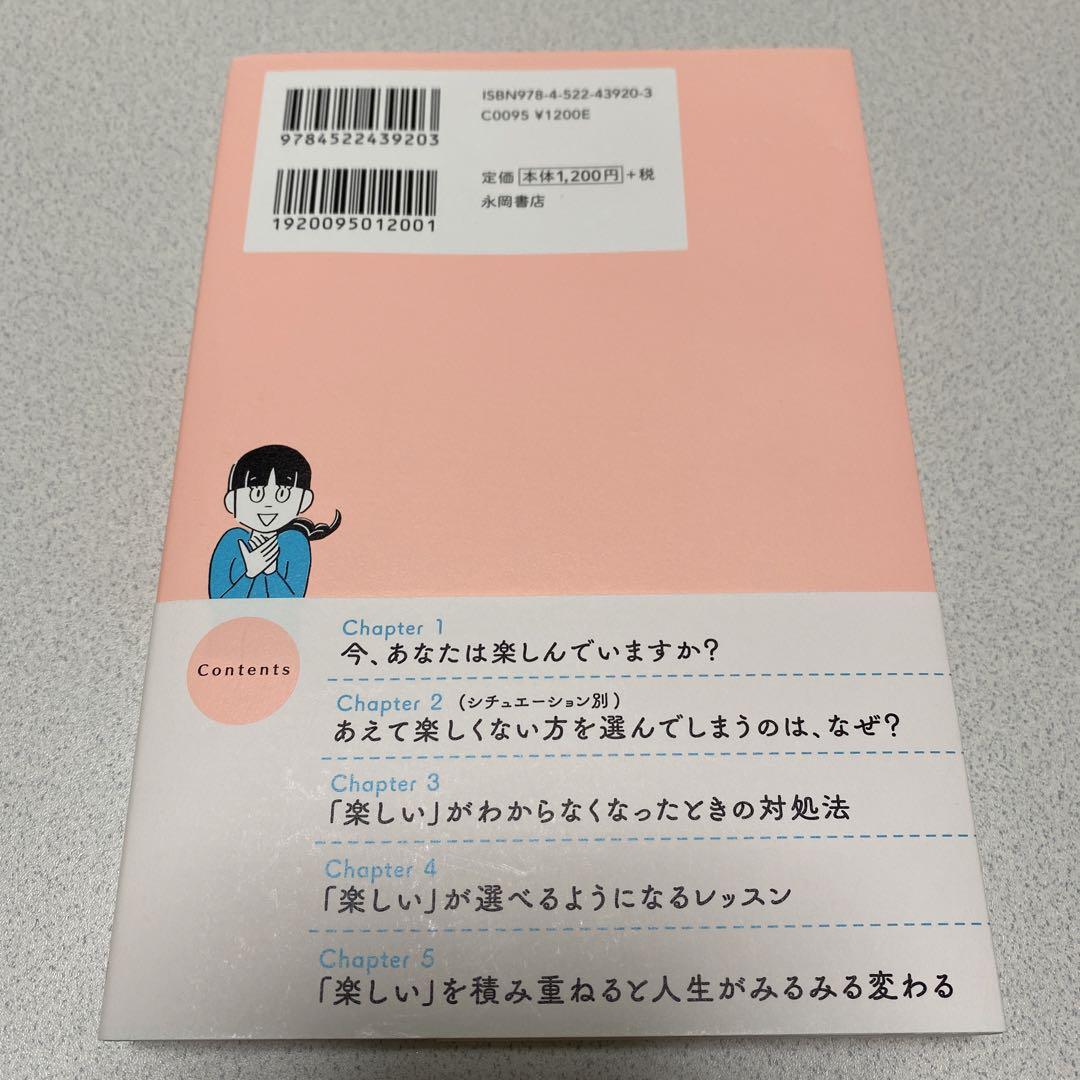 9784522439203
ISBN978-4-522-43920-3
C0095 ¥1200E
1920095012001
定価 本体1,200円+税
永岡書店
Contents
Chapter 1
今、あなたは楽しんでいますか?
Chapter 2 (シチュエーション別)
あえて楽しくない方を選んでしまうのは、なぜ?
Chapter 3
「楽しい」がわからなくなったときの対処法
Chapter 4
「楽しい」が選べるようになるレッスン
Chapter 5
「楽しい」を積み重ねると人生がみるみる変わる